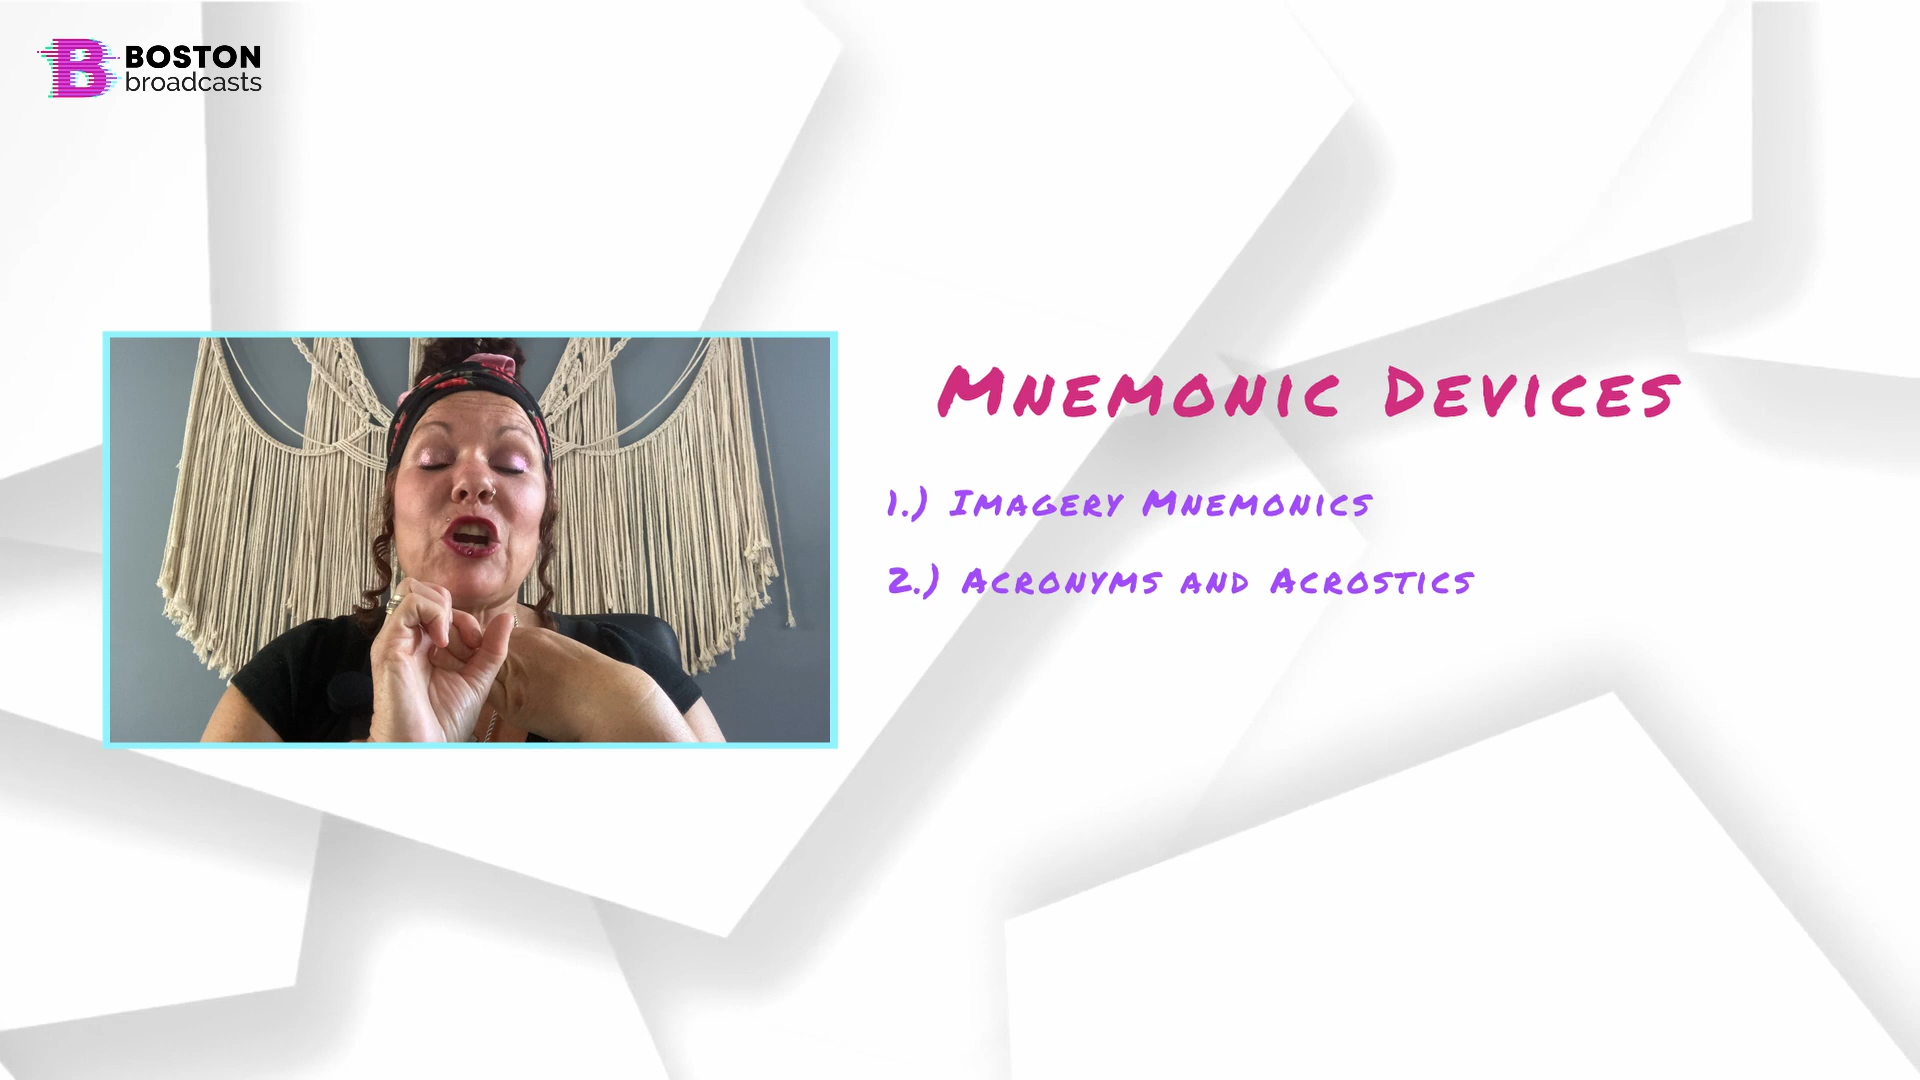 B BOSTON
broadcasts
Mnemonic Devices
1.) Imagery Mnemonics
2.) Acronyms and Acrostics